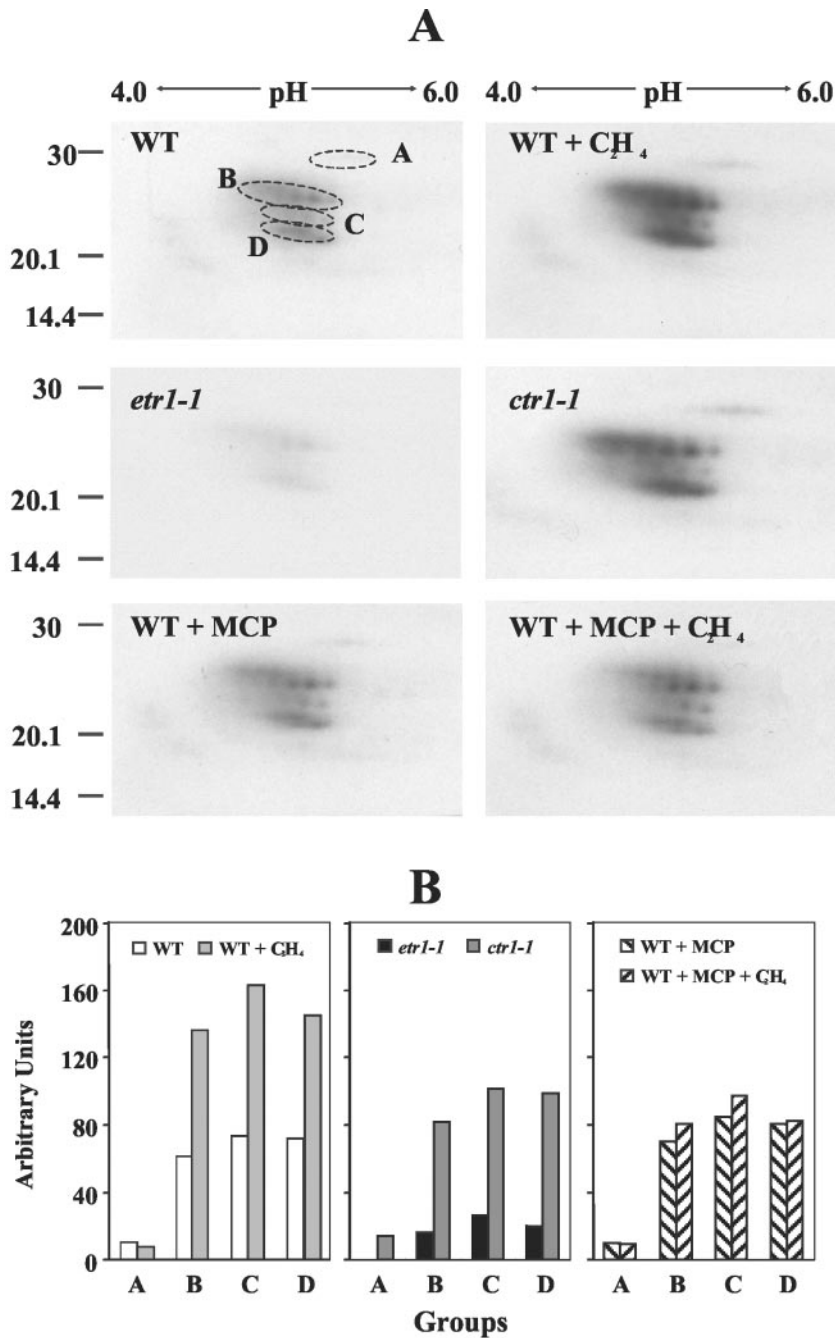 A
4.0 pH 6.0 4.0 pH 6.0
30 WT A WT + C₂H₄
B
C
D
20.1
14.4
30 etr1-1 ctr1-1
20.1
14.4
30 WT + MCP WT + MCP + C₂H₄
20.1
14.4
B
200
160
120
80
40
0
Arbitrary Units
WT WT + C₂H₄
etr1-1 ctr1-1
WT + MCP
WT + MCP + C₂H₄
A B C D A B C D A B C D
Groups